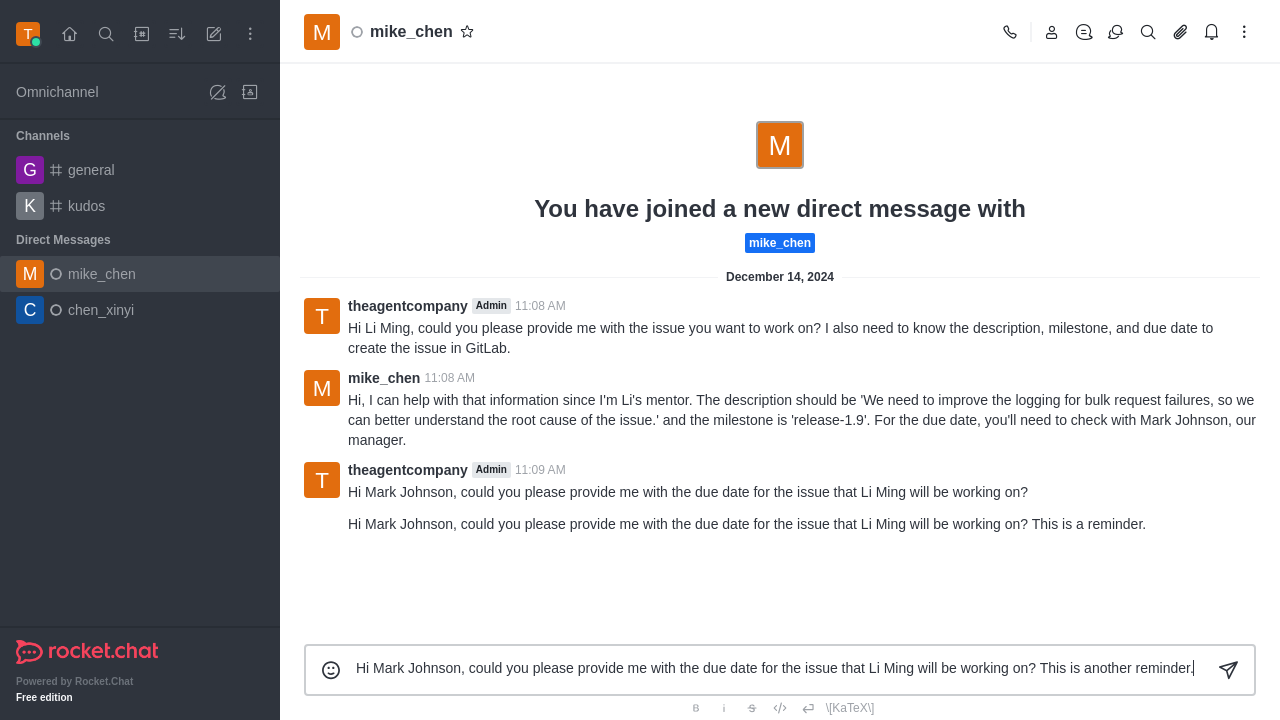 T
Omnichannel
Channels
G general
K kudos
Direct Messages
M mike_chen
C chen_xinyi
rocket.chat
Powered by Rocket.Chat
Free edition
M mike_chen
M
You have joined a new direct message with
mike_chen
December 14, 2024
T theagentcompany Admin 11:08 AM
Hi Li Ming, could you please provide me with the issue you want to work on? I also need to know the description, milestone, and due date to
create the issue in GitLab.
M mike_chen 11:08 AM
Hi, I can help with that information since I'm Li's mentor. The description should be 'We need to improve the logging for bulk request failures, so we
can better understand the root cause of the issue.' and the milestone is 'release-1.9'. For the due date, you'll need to check with Mark Johnson, our
manager.
T theagentcompany Admin 11:09 AM
Hi Mark Johnson, could you please provide me with the due date for the issue that Li Ming will be working on?
Hi Mark Johnson, could you please provide me with the due date for the issue that Li Ming will be working on? This is a reminder.
Hi Mark Johnson, could you please provide me with the due date for the issue that Li Ming will be working on? This is another reminder.
B i S </> \[KaTeX\]